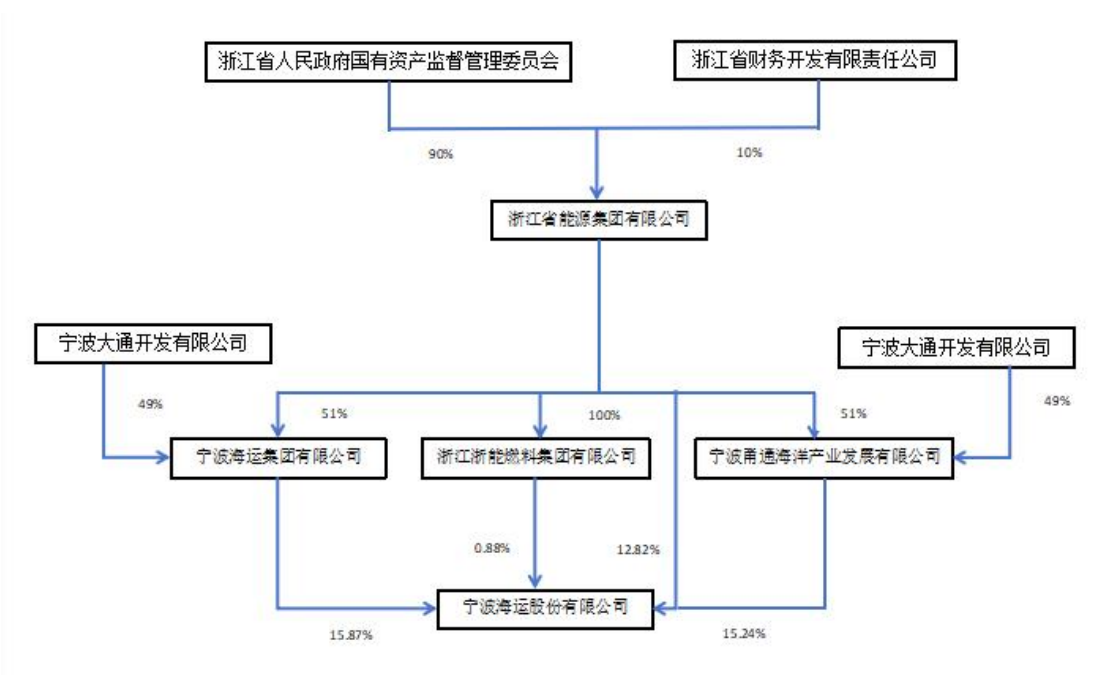 浙江省人民政府国有资产监督管理委员会
浙江省财务开发有限责任公司
90%
10%
浙江省能源集团有限公司
宁波大通开发有限公司
宁波大通开发有限公司
49%
51%
100%
51%
49%
宁波海运集团有限公司
浙江浙能燃料集团有限公司
宁波甬通海洋产业发展有限公司
0.88%
12.82%
宁波海运股份有限公司
15.87%
15.24%